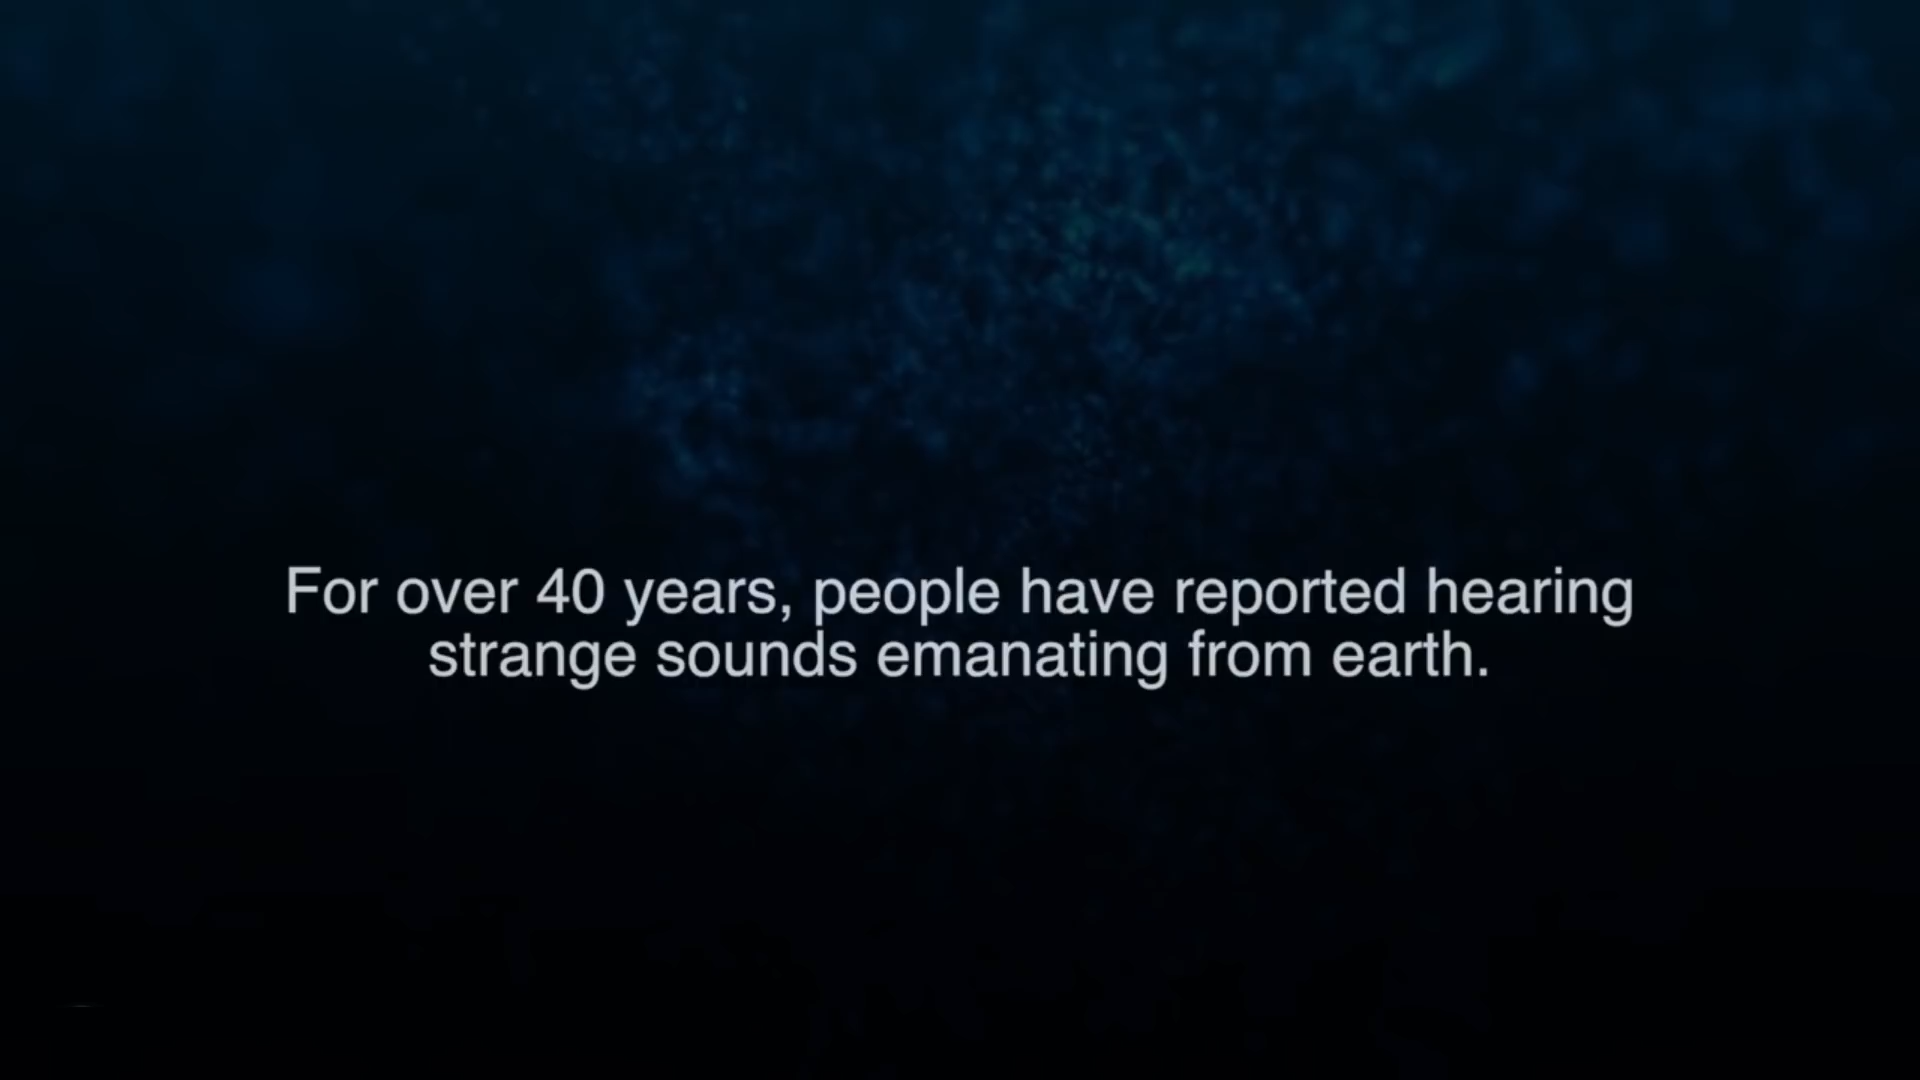 For over 40 years, people have reported hearing
strange sounds emanating from earth.